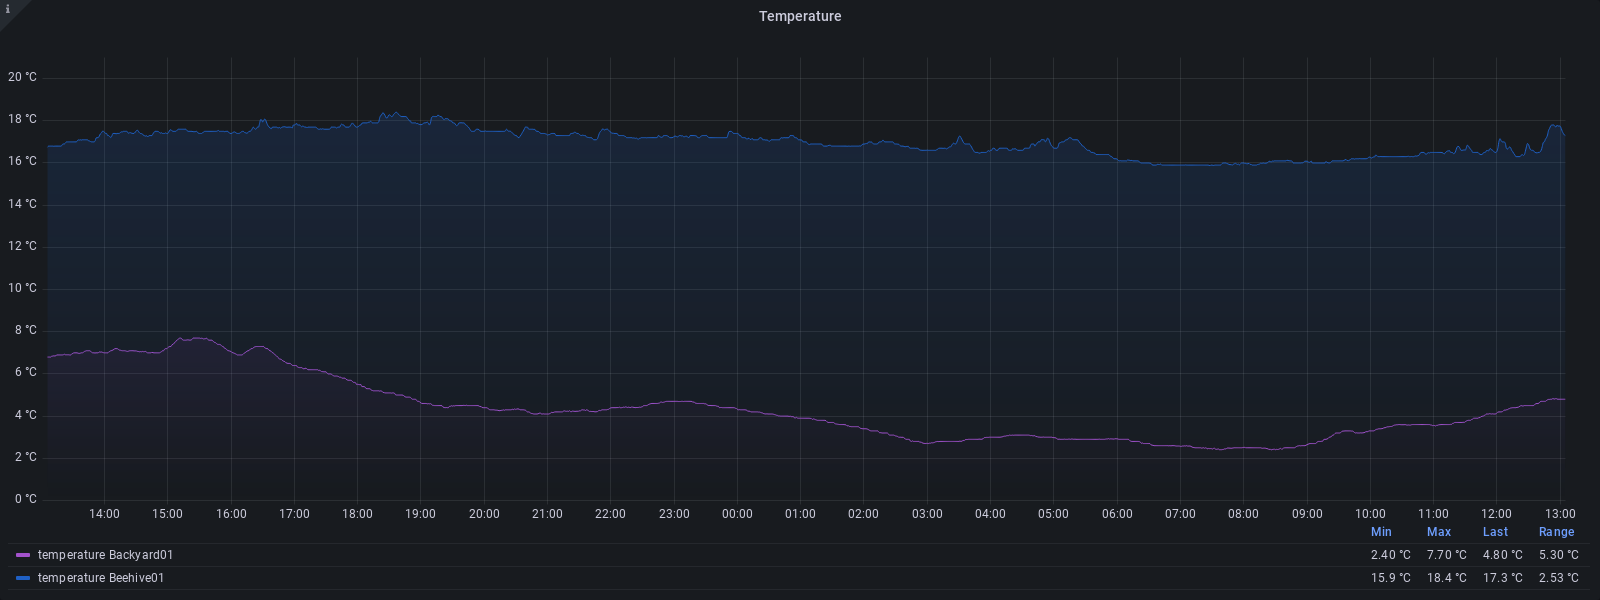 i
Temperature
20 °C
18 °C
16 °C
14 °C
12 °C
10 °C
8 °C
6 °C
4 °C
2 °C
0 °C
14:00 15:00 16:00 17:00 18:00 19:00 20:00 21:00 22:00 23:00 00:00 01:00 02:00 03:00 04:00 05:00 06:00 07:00 08:00 09:00 10:00 11:00 12:00 13:00
Min Max Last Range
temperature Backyard01 2.40 °C 7.70 °C 4.80 °C 5.30 °C
temperature Beehive01 15.9 °C 18.4 °C 17.3 °C 2.53 °C